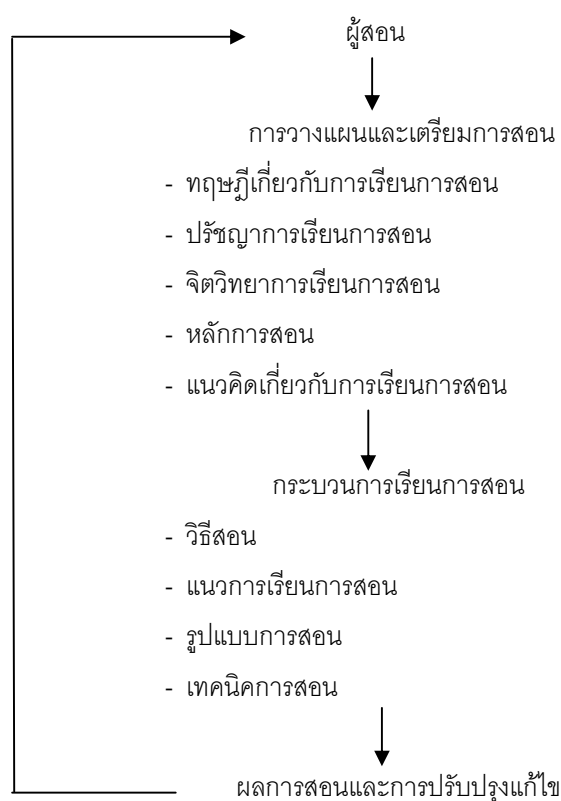 ผู้สอน
การวางแผนและเตรียมการสอน
- ทฤษฎีเกี่ยวกับการเรียนการสอน
- ปรัชญาการเรียนการสอน
- จิตวิทยาการเรียนการสอน
- หลักการสอน
- แนวคิดเกี่ยวกับการเรียนการสอน
กระบวนการเรียนการสอน
- วิธีสอน
- แนวการเรียนการสอน
- รูปแบบการสอน
- เทคนิคการสอน
ผลการสอนและการปรับปรุงแก้ไข